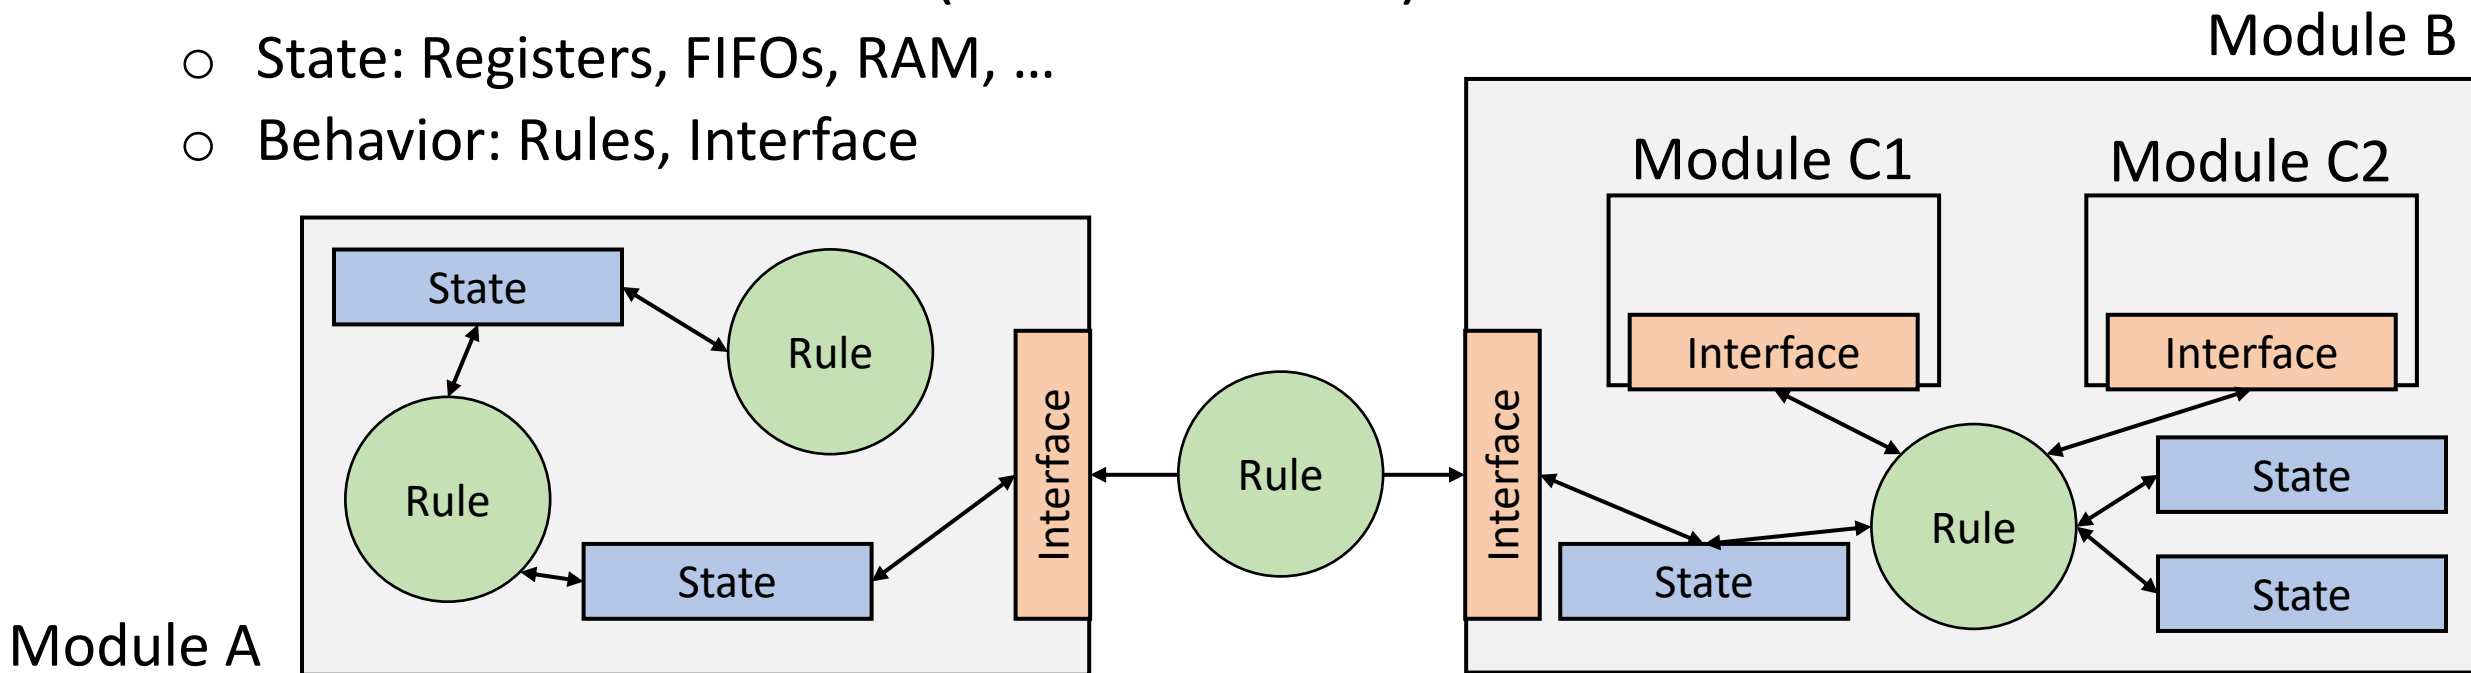 State: Registers, FIFOs, RAM, …
Behavior: Rules, Interface
Module B
Module C1
Module C2
State
Rule
Interface
Interface
Interface
Rule
Rule
Interface
State
State
Rule
State
State
Module A